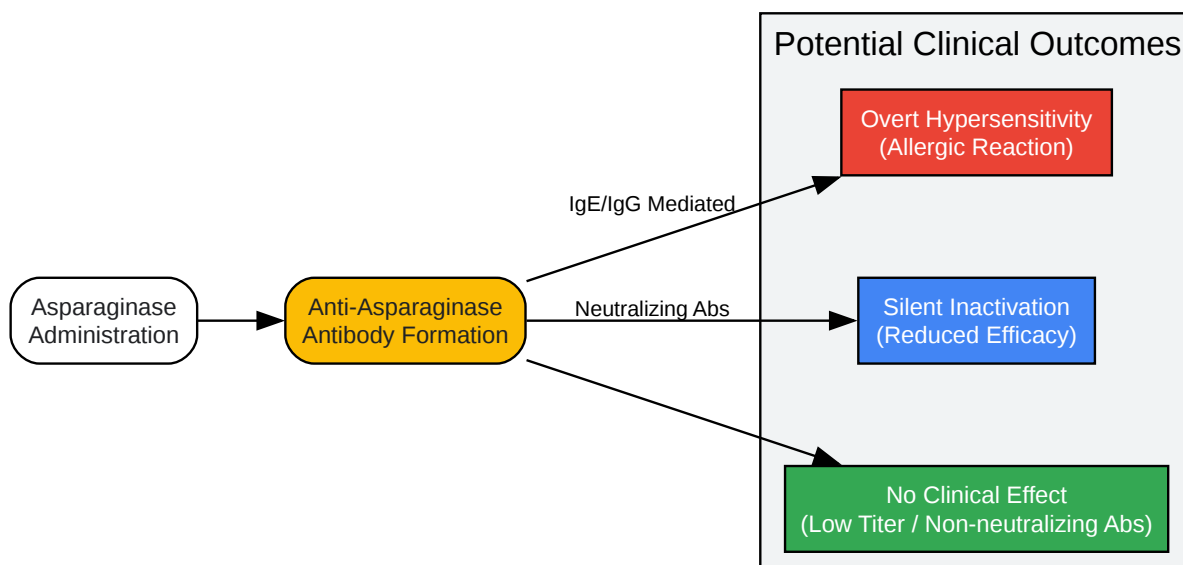 Potential Clinical Outcomes
Overt Hypersensitivity
(Allergic Reaction)
IgE/IgG Mediated
Asparaginase
Administration
Anti-Asparaginase
Antibody Formation
Neutralizing Abs
Silent Inactivation
(Reduced Efficacy)
No Clinical Effect
(Low Titer / Non-neutralizing Abs)